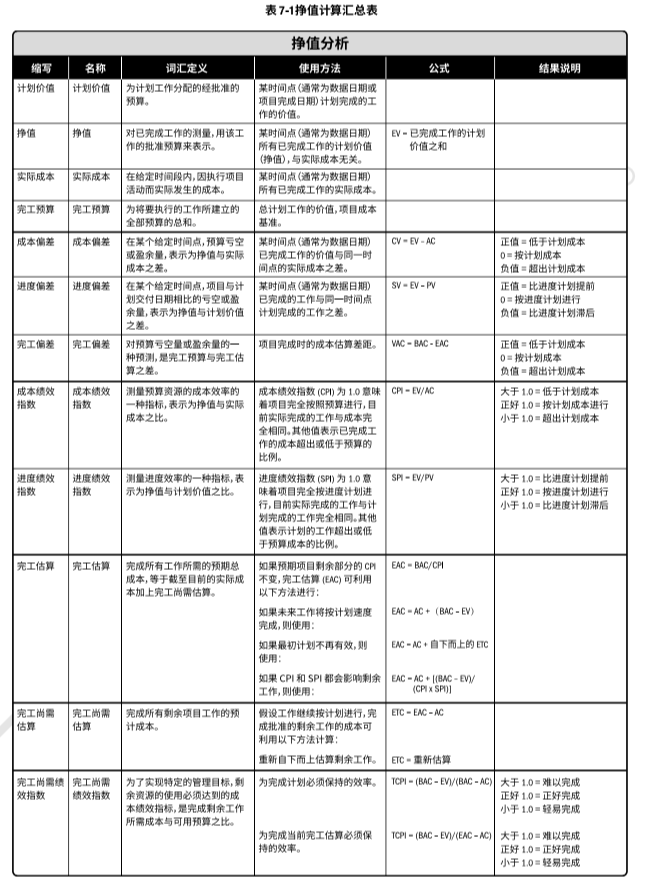 表 7-1挣值计算汇总表
挣值分析
缩写 名称 词汇定义 使用方法 公式 结果说明
计划价值 计划价值 为计划工作分配的经批准的 某时间点(通常为数据日期或
预算。 项目完成日期)计划完成的工
作的价值。
挣值 挣值 对已完成工作的测量,用该工 某时间点(通常为数据日期) EV = 已完成工作的计划
作的批准预算来表示。 所有已完成工作的计划价值 价值之和
(挣值),与实际成本无关。
实际成本 实际成本 在给定时间段内,因执行项目 某时间点(通常为数据日期)
活动而实际发生的成本。 所有已完成工作的实际成本。
完工预算 完工预算 为将要执行的工作所建立的 总计划工作的价值,项目成本
全部预算的总和。 基准。
成本偏差 成本偏差 在某个给定时间点,预算亏空 某时间点(通常为数据日期) CV = EV – AC 正值 = 低于计划成本
或盈余量,表示为挣值与实际 已完成工作的价值与同一时 0 = 按计划成本
成本之差。 间点的实际成本之差。 负值 = 超出计划成本
进度偏差 进度偏差 在某个给定时间点,项目与计 某时间点(通常为数据日期) SV = EV – PV 正值 = 比进度计划提前
划交付日期相比的亏空或盈 已完成的工作与同一时间点 0 = 按进度计划进行
余量,表示为挣值与计划价值 计划完成的工作之差。 负值 = 比进度计划滞后
之差。
完工偏差 完工偏差 对预算亏空量或盈余量的一 项目完成时的成本估算差距。 VAC = BAC – EAC 正值 = 低于计划成本
种预测,是完工预算与完工估 0 = 按计划成本
算之差。 负值 = 超出计划成本
成本绩效 成本绩效 测量预算资源的成本效率的 成本绩效指数 (CPI) 为 1.0 意味 CPI = EV/AC 大于 1.0 = 低于计划成本
指数 指数 一种指标,表示为挣值与实际 着项目完全按照预算进行,目 正好 1.0 = 按计划成本进行
成本之比。 前实际完成的工作与成本完 小于 1.0 = 超出计划成本
全相同。其他值表示已完成工
作的成本超出或低于预算的
比例。
进度绩效 进度绩效 测量进度效率的一种指标,表 进度绩效指数 (SPI) 为 1.0 意 SPI = EV/PV 大于 1.0 = 比进度计划提前
指数 指数 示为挣值与计划价值之比。 味着项目完全按进度计划进 正好 1.0 = 按进度计划进行
行,目前实际完成的工作与计 小于 1.0 = 比进度计划滞后
划完成的工作完全相同。其他
值表示计划的工作超出或低
于预算成本的比例。
完工估算 完工估算 完成所有工作所需的预期总 如果预期项目剩余部分的 CPI EAC = BAC/CPI
成本,等于截至目前的实际成 不变,完工估算 (EAC) 可利用
本加上完工尚需估算。 以下方法进行:
如果未来工作将按计划速度 EAC = AC + (BAC – EV)
完成,则使用:
如果最初计划不再有效,则 EAC = AC + 自下而上的 ETC
使用:
如果 CPI 和 SPI 都会影响剩余 EAC = AC + [(BAC – EV)/
工作,则使用: (CPI x SPI)]
完工尚需 完工尚需 完成所有剩余项目工作的预 假设工作继续按计划进行,完 ETC = EAC – AC
估算 估算 计成本。 成批准的剩余工作的成本可
利用以下方法计算:
重新自下而上估算剩余工作。 ETC = 重新估算
完工尚需绩 完工尚需 为了实现特定的管理目标,剩 为完成计划必须保持的效率。 TCPI = (BAC – EV)/(BAC – AC) 大于 1.0 = 难以完成
效指数 绩效指数 余资源的使用必须达到的成 正好 1.0 = 正好完成
本绩效指标,是完成剩余工作 小于 1.0 = 轻易完成
所需成本与可用预算之比。
为完成当前完工估算必须保 TCPI = (BAC – EV)/(EAC – AC) 大于 1.0 = 难以完成
持的效率。 正好 1.0 = 正好完成
小于 1.0 = 轻易完成